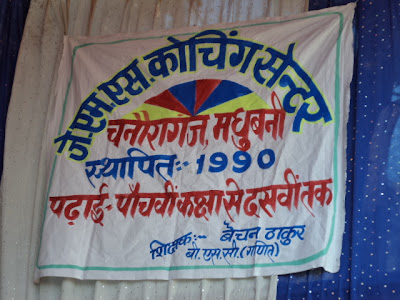 जे.एम.एस.कोचिंग सेन्टर
चनौरागंज, मधुबनी
स्थापितः- 1990
पढ़ाई- पाँचवीं कक्षा से दसवीं तक
शिक्षकः- बेचन ठाकुर
बी.एस.सी.(गणित)